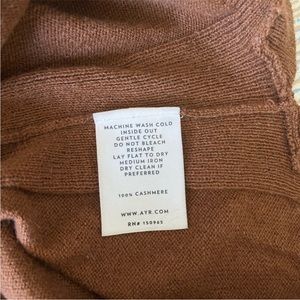 MACHINE WASH COLD
INSIDE OUT
GENTLE CYCLE
DO NOT BLEACH
RESHAPE
LAY FLAT TO DRY
MEDIUM IRON
DRY CLEAN IF
PREFERRED
100% CASHMERE
WWW.AYR.COM
RN# 150963